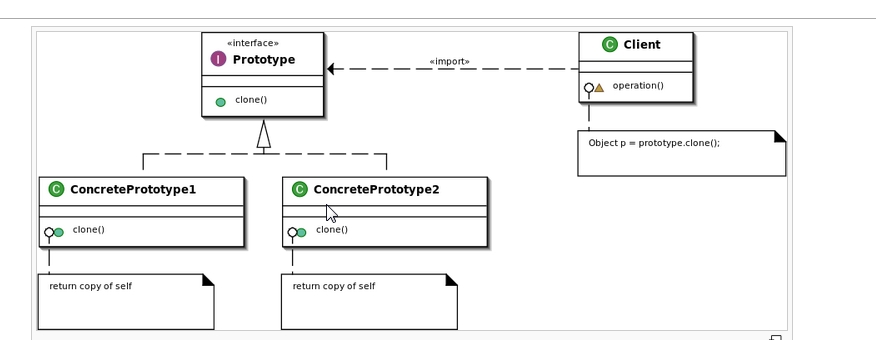 «interface»
I Prototype
clone()
«import»
C Client
operation()
Object p = prototype.clone();
C ConcretePrototype1
clone()
return copy of self
C ConcretePrototype2
clone()
return copy of self